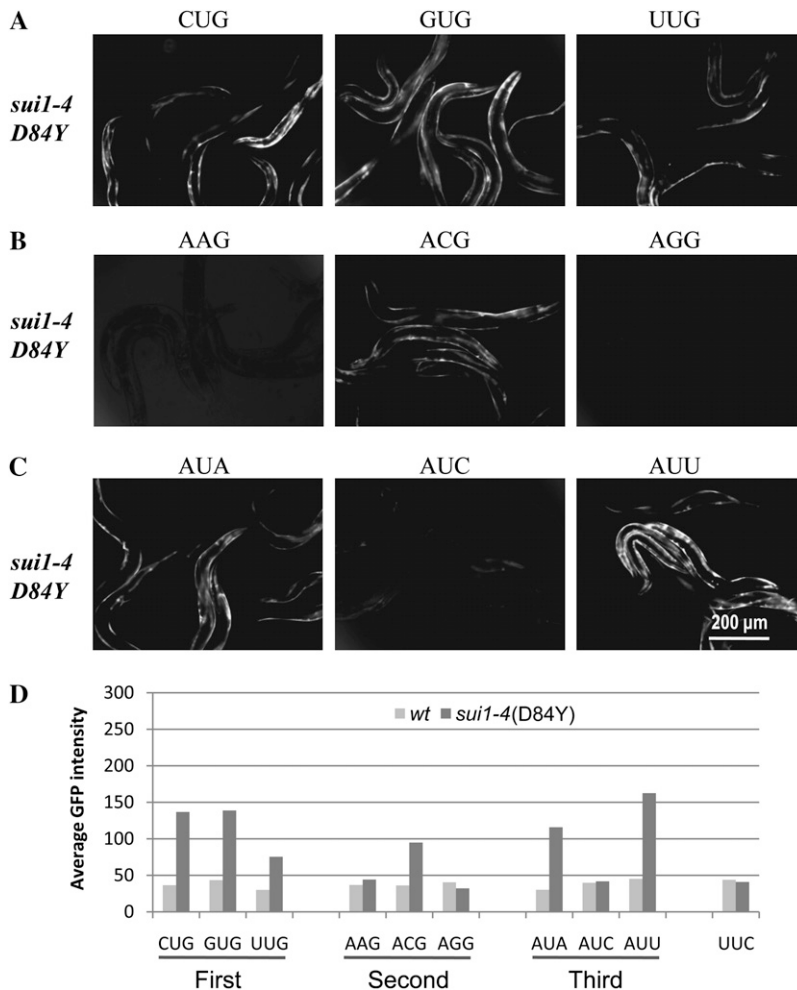 A
CUG GUG UUG
sui1-4
D84Y
B
AAG ACG AGG
sui1-4
D84Y
C
AUA AUC AUU
sui1-4
D84Y
200 µm
D
300
250
200
150
100
50
0
Average GFP intensity
wt sui1-4(D84Y)
CUG GUG UUG AAG ACG AGG AUA AUC AUU UUC
First Second Third